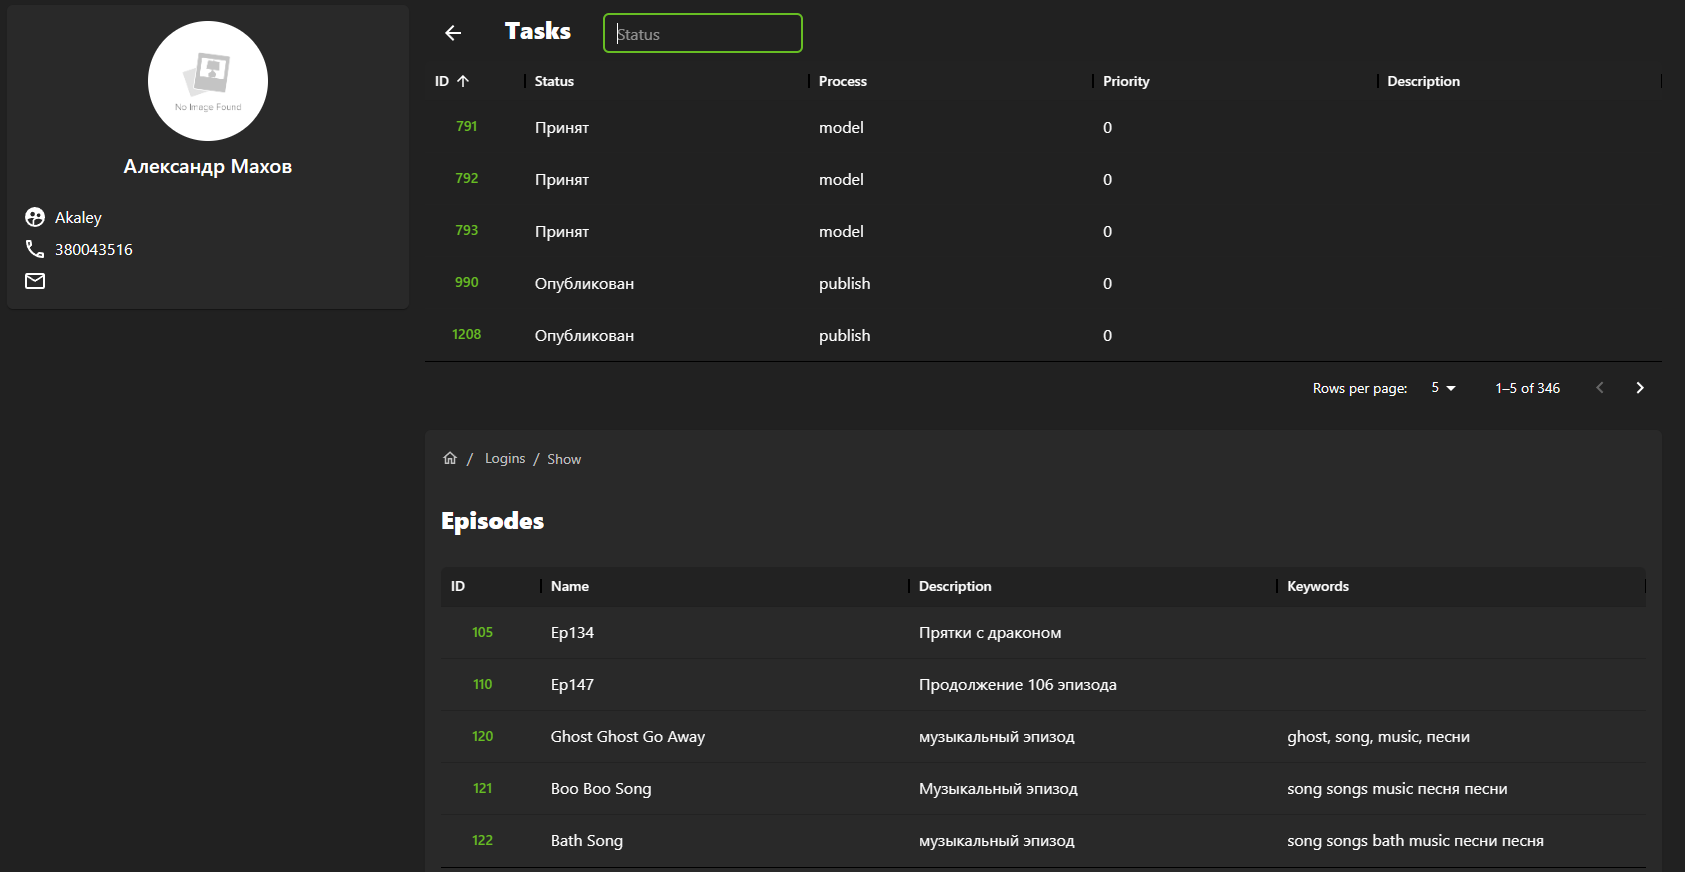 No Image Found
Александр Махов
Akaley
380043516
Tasks
Status
ID Status Process Priority Description
791 Принят model 0
792 Принят model 0
793 Принят model 0
990 Опубликован publish 0
1208 Опубликован publish 0
Rows per page: 5 1–5 of 346
/ Logins / Show
Episodes
ID Name Description Keywords
105 Ep134 Прятки с драконом
110 Ep147 Продолжение 106 эпизода
120 Ghost Ghost Go Away музыкальный эпизод ghost, song, music, песни
121 Boo Boo Song Музыкальный эпизод song songs music песня песни
122 Bath Song музыкальный эпизод song songs bath music песни песня